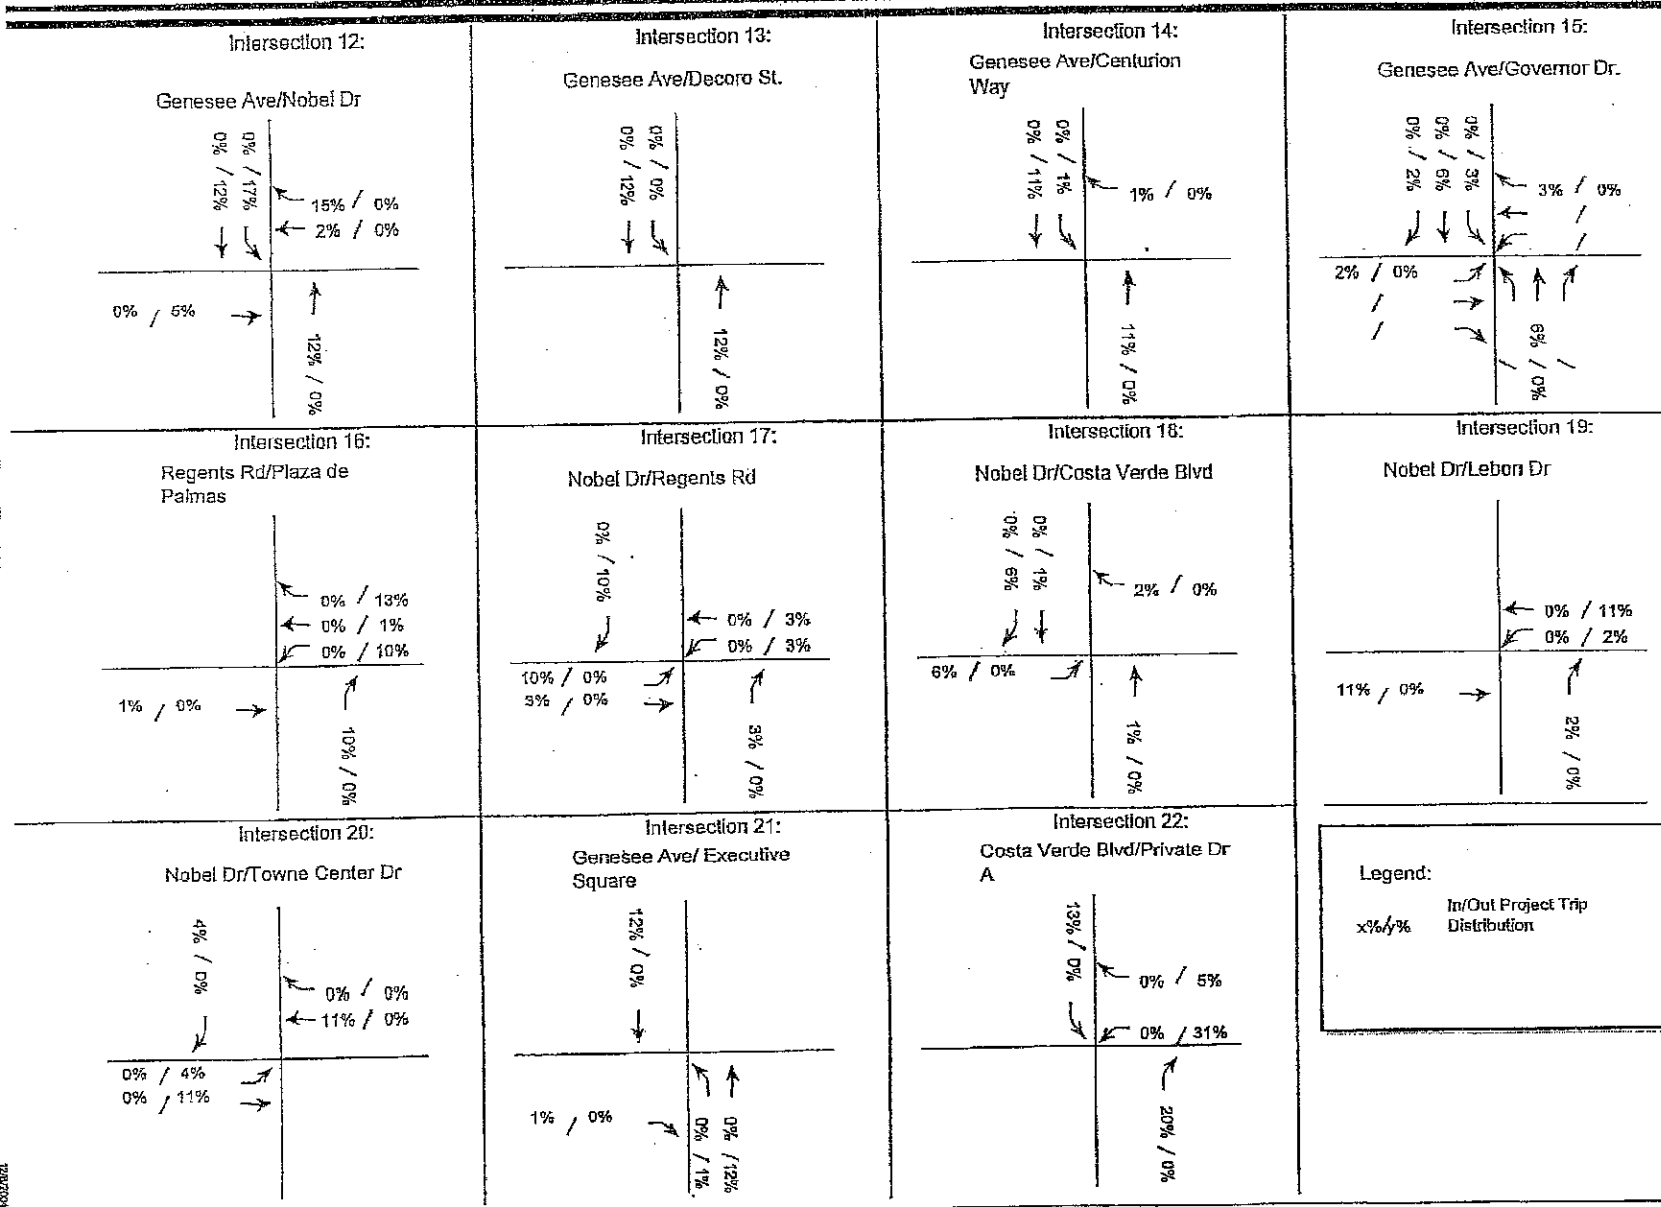 Intersection 12:
Genesee Ave/Nobel Dr
0% / 12%
0% / 17%
15% / 0%
2% / 0%
0% / 5%
12% / 0%
Intersection 13:
Genesee Ave/Decoro St.
0% / 12%
0% / 0%
12% / 0%
Intersection 14:
Genesee Ave/Centurion
Way
0% / 11%
0% / 1%
1% / 0%
11% / 0%
Intersection 15:
Genesee Ave/Governor Dr.
0% / 2%
0% / 6%
0% / 3%
3% / 0%
/
/
2% / 0%
/
/
/
6% / 0%
/
Intersection 16:
Regents Rd/Plaza de
Palmas
0% / 13%
0% / 1%
0% / 10%
1% / 0%
10% / 0%
Intersection 17:
Nobel Dr/Regents Rd
0% / 10%
0% / 3%
0% / 3%
10% / 0%
3% / 0%
3% / 0%
Intersection 18:
Nobel Dr/Costa Verde Blvd
0% / 6%
0% / 1%
2% / 0%
6% / 0%
1% / 0%
Intersection 19:
Nobel Dr/Lebon Dr
0% / 11%
0% / 2%
11% / 0%
2% / 0%
Intersection 20:
Nobel Dr/Towne Center Dr
4% / 0%
0% / 0%
11% / 0%
0% / 4%
0% / 11%
Intersection 21:
Genesee Ave/ Executive
Square
12% / 0%
1% / 0%
0% / 1%
0% / 12%
Intersection 22:
Costa Verde Blvd/Private Dr
A
13% / 0%
0% / 5%
0% / 31%
20% / 0%
Legend:
x%/y% In/Out Project Trip
Distribution